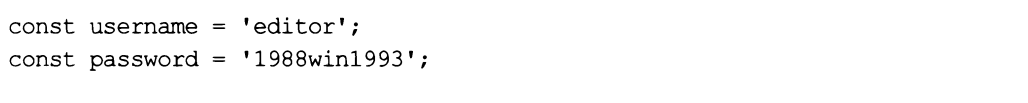 const username = 'editor';
const password = '1988win1993';